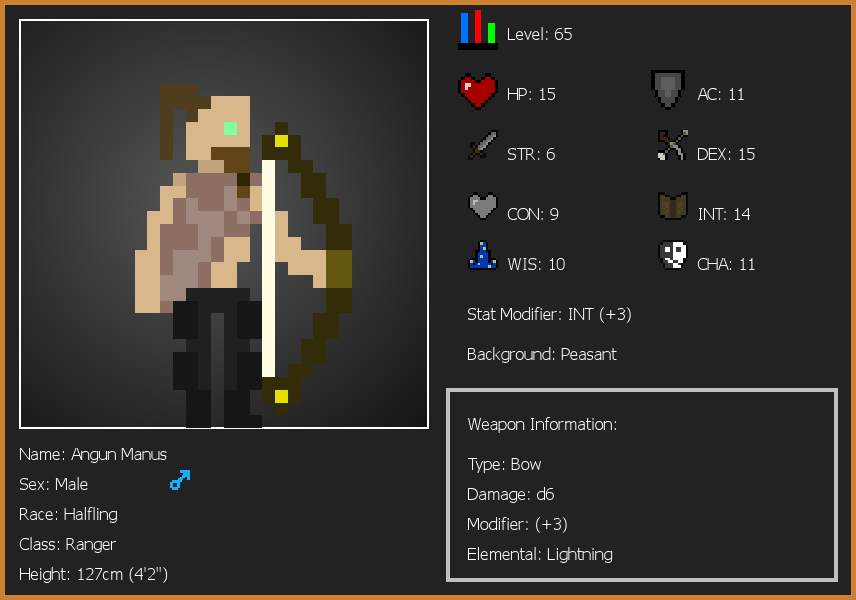 Level: 65
HP: 15
AC: 11
STR: 6
DEX: 15
CON: 9
INT: 14
WIS: 10
CHA: 11
Stat Modifier: INT (+3)
Background: Peasant
Name: Angun Manus
Sex: Male
Race: Halfling
Class: Ranger
Height: 127cm (4'2")
Weapon Information:
Type: Bow
Damage: d6
Modifier: (+3)
Elemental: Lightning